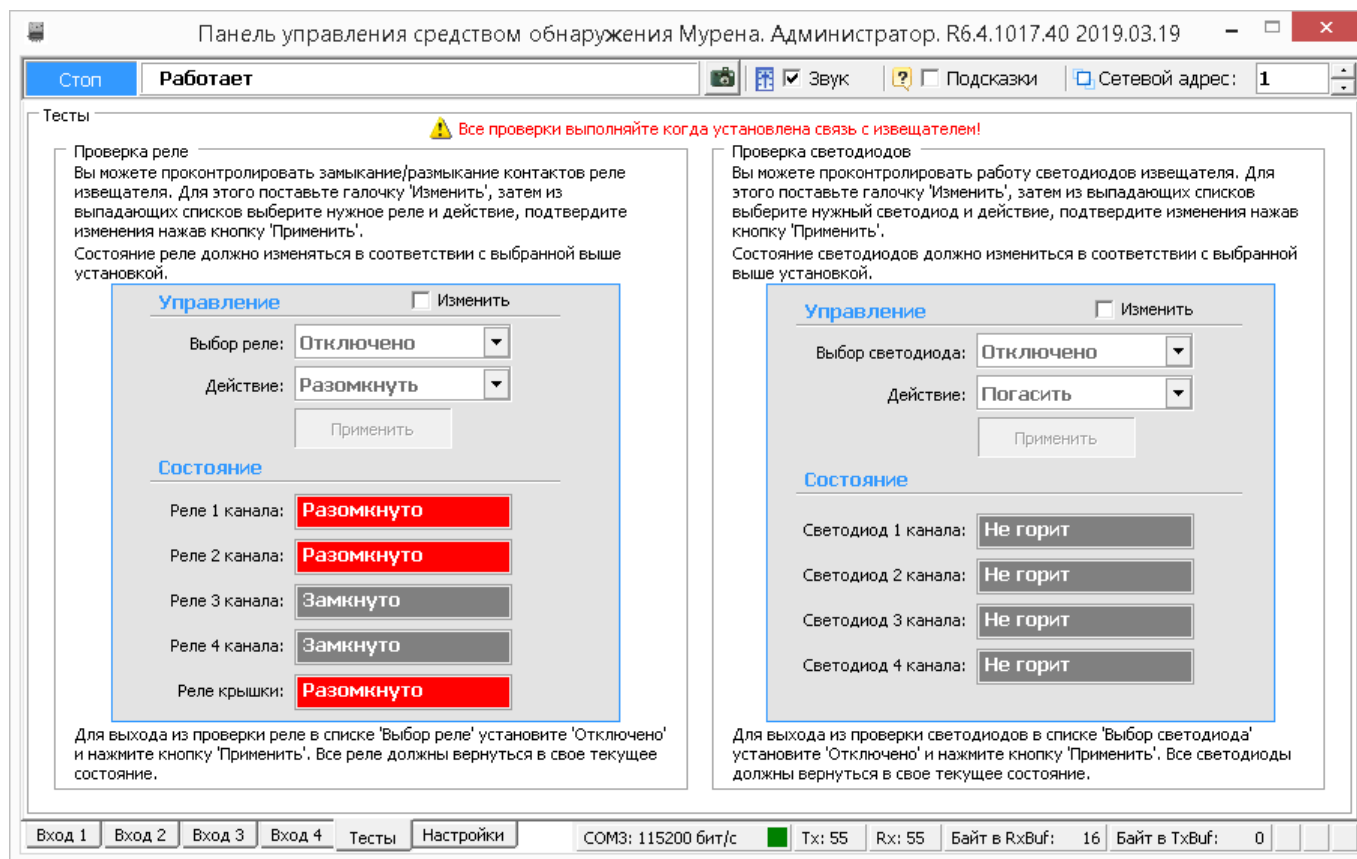 Панель управления средством обнаружения Мурена. Администратор. R6.4.1017.40 2019.03.19
Стоп
Работает
Звук
Подсказки
Сетевой адрес:
1
Тесты
Все проверки выполняйте когда установлена связь с извещателем!
Проверка реле
Вы можете проконтролировать замыкание/размыкание контактов реле
извещателя. Для этого поставьте галочку 'Изменить', затем из
выпадающих списков выберите нужное реле и действие, подтвердите
изменения нажав кнопку 'Применить'.
Состояние реле должно изменяться в соответствии с выбранной выше
установкой.
Управление
Изменить
Выбор реле:
Отключено
Действие:
Разомкнуть
Применить
Состояние
Реле 1 канала:
Разомкнуто
Реле 2 канала:
Разомкнуто
Реле 3 канала:
Замкнуто
Реле 4 канала:
Замкнуто
Реле крышки:
Разомкнуто
Для выхода из проверки реле в списке 'Выбор реле' установите 'Отключено'
и нажмите кнопку 'Применить'. Все реле должны вернуться в свое текущее
состояние.
Проверка светодиодов
Вы можете проконтролировать работу светодиодов извещателя. Для
этого поставьте галочку 'Изменить', затем из выпадающих списков
выберите нужный светодиод и действие, подтвердите изменения нажав
кнопку 'Применить'.
Состояние светодиодов должно измениться в соответствии с выбранной
выше установкой.
Управление
Изменить
Выбор светодиода:
Отключено
Действие:
Погасить
Применить
Состояние
Светодиод 1 канала:
Не горит
Светодиод 2 канала:
Не горит
Светодиод 3 канала:
Не горит
Светодиод 4 канала:
Не горит
Для выхода из проверки светодиодов в списке 'Выбор светодиода'
установите 'Отключено' и нажмите кнопку 'Применить'. Все светодиоды
должны вернуться в свое текущее состояние.
Вход 1
Вход 2
Вход 3
Вход 4
Тесты
Настройки
COM3: 115200 бит/с
Tx: 55
Rx: 55
Байт в RxBuf: 16
Байт в TxBuf: 0